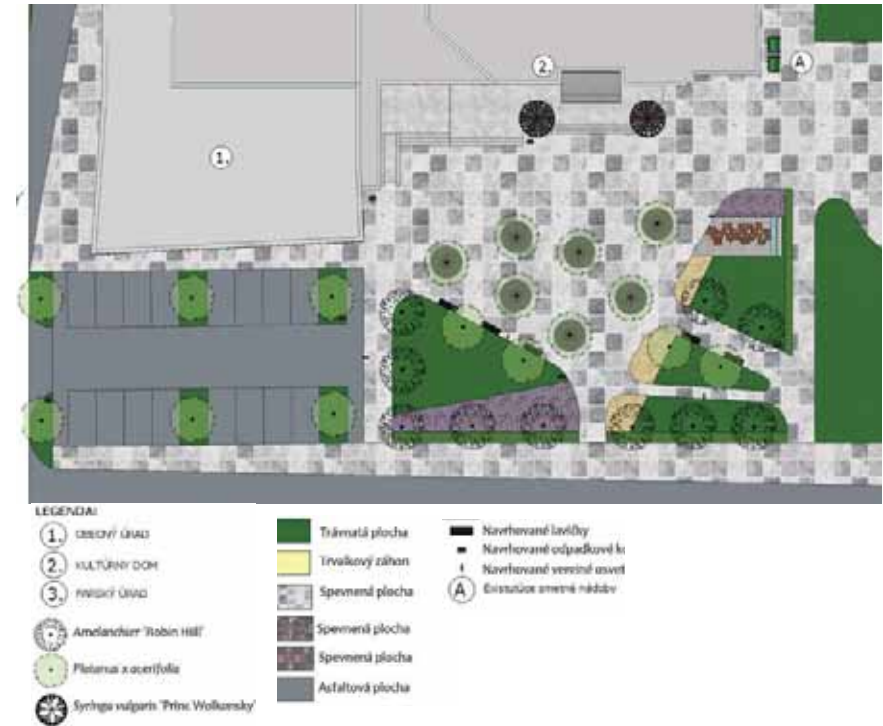 1.
2.
A
LEGENDA:
1. OBECNÝ ÚRAD
2. KULTÚRNY DOM
3. FARSKÝ ÚRAD
Amelanchier 'Robin Hill'
Platanus x acerifolia
Syringa vulgaris 'Princ Wolkonsky'
Trávnatá plocha
Trvalkový záhon
Spevnená plocha
Spevnená plocha
Spevnená plocha
Asfaltová plocha
Navrhované lavičky
Navrhované odpadkové k
Navrhované verejné osvet
A Existujúce smetné nádoby